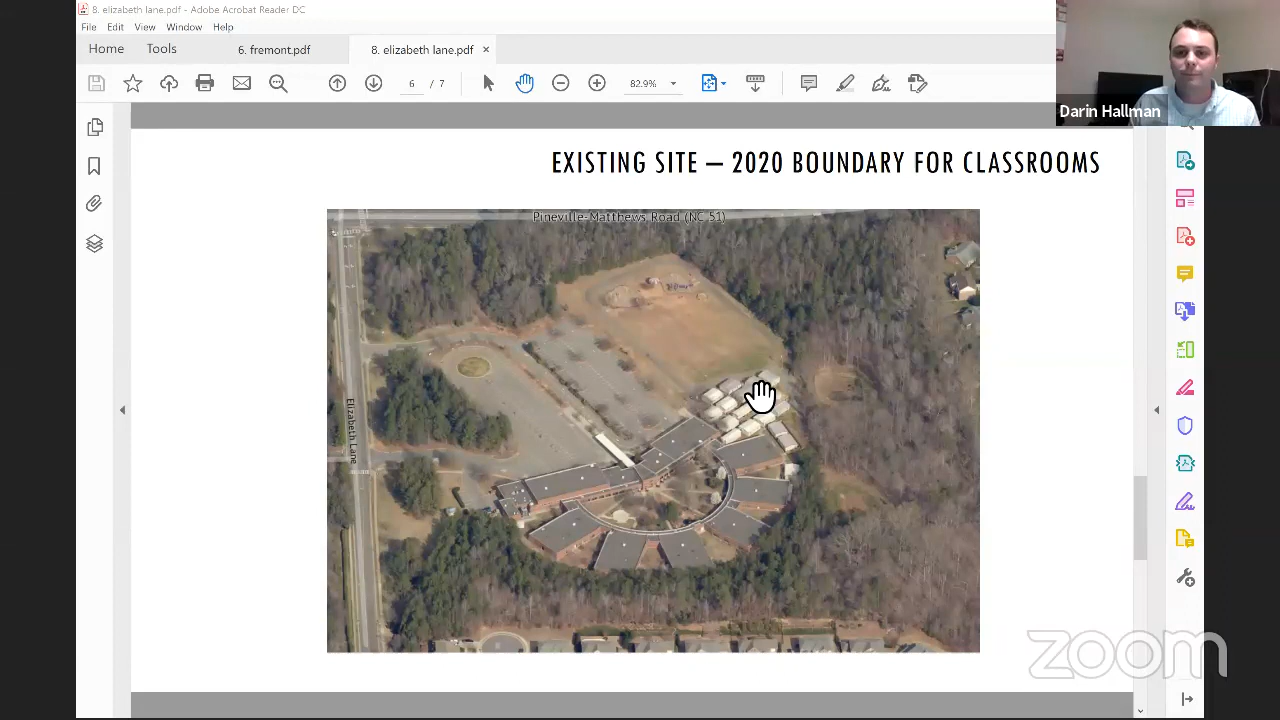 8. elizabeth lane.pdf - Adobe Acrobat Reader DC
File Edit View Window Help
Home Tools 6. fremont.pdf 8. elizabeth lane.pdf ×
6 / 7 82.9%
Darin Hallman
EXISTING SITE – 2020 BOUNDARY FOR CLASSROOMS
Pineville-Matthews Road (NC 51)
Elizabeth Lane
zoom